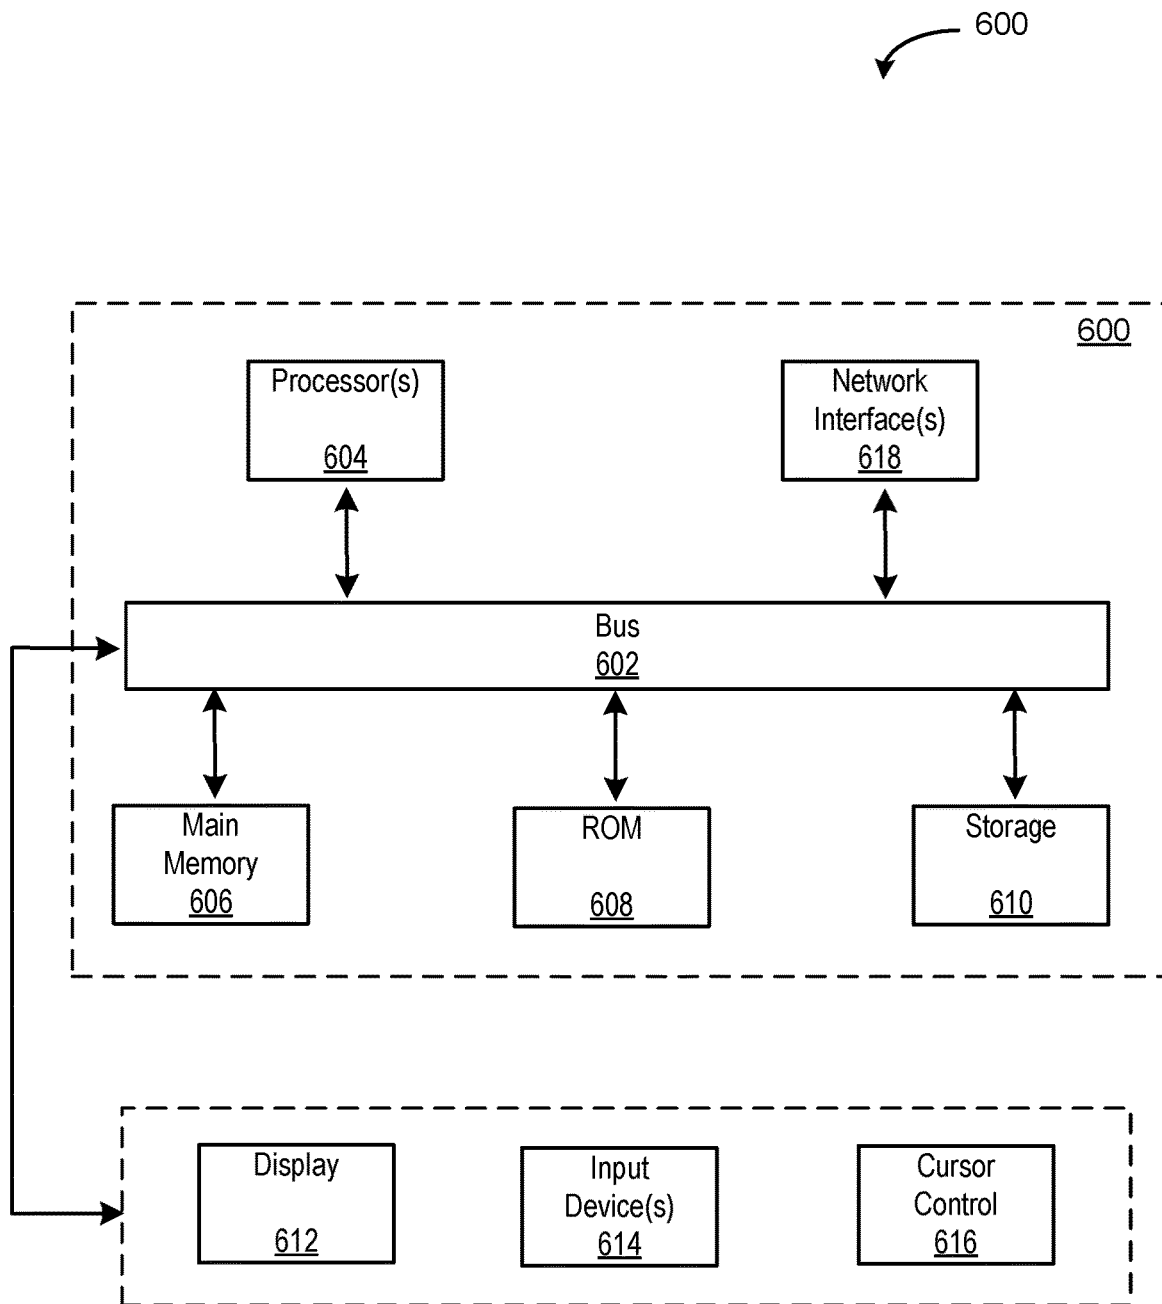 600
600
Processor(s)
604
Network
Interface(s)
618
Bus
602
Main
Memory
606
ROM
608
Storage
610
Display
612
Input
Device(s)
614
Cursor
Control
616